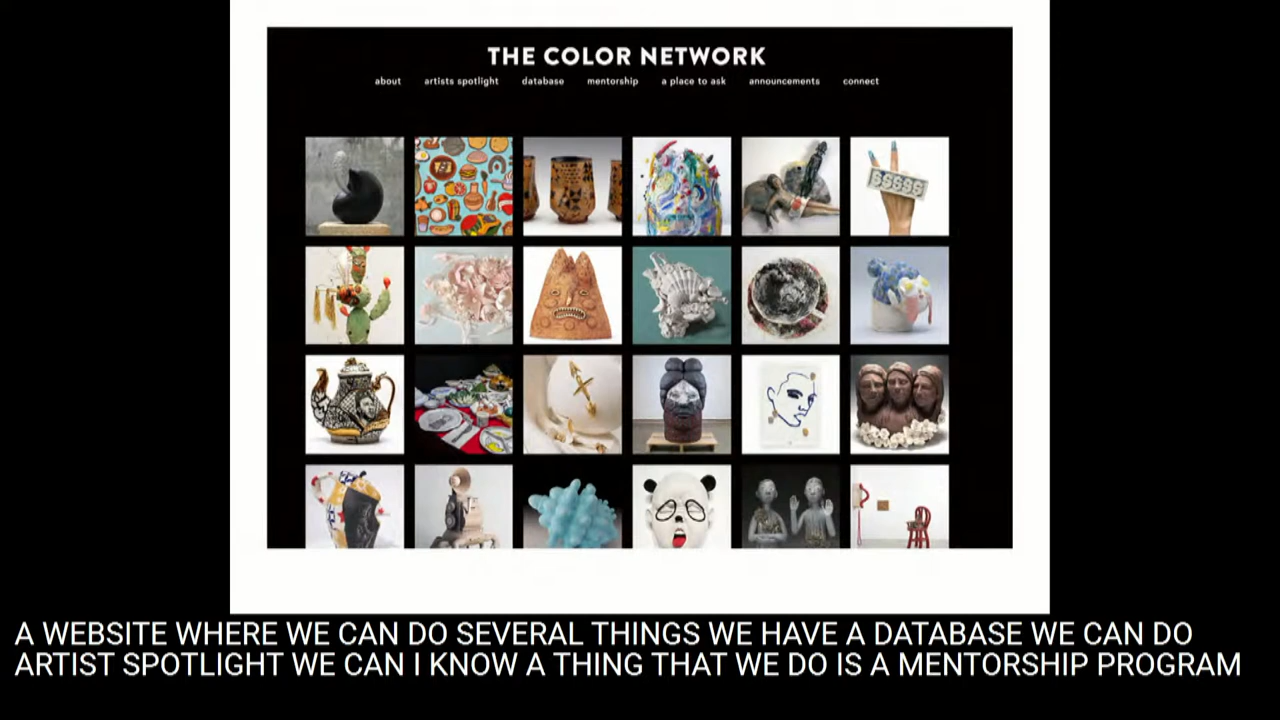 THE COLOR NETWORK
about artists spotlight database mentorship a place to ask announcements connect
$$$$$
A WEBSITE WHERE WE CAN DO SEVERAL THINGS WE HAVE A DATABASE WE CAN DO
ARTIST SPOTLIGHT WE CAN I KNOW A THING THAT WE DO IS A MENTORSHIP PROGRAM